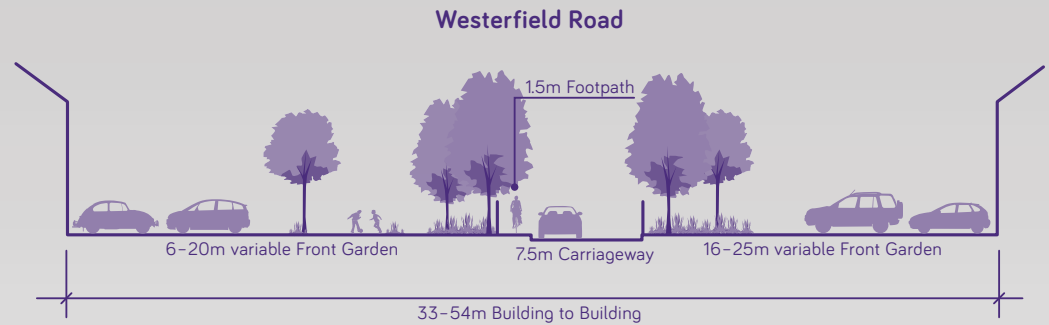 Westerfield Road
1.5m Footpath
6–20m variable Front Garden
7.5m Carriageway
16–25m variable Front Garden
33–54m Building to Building